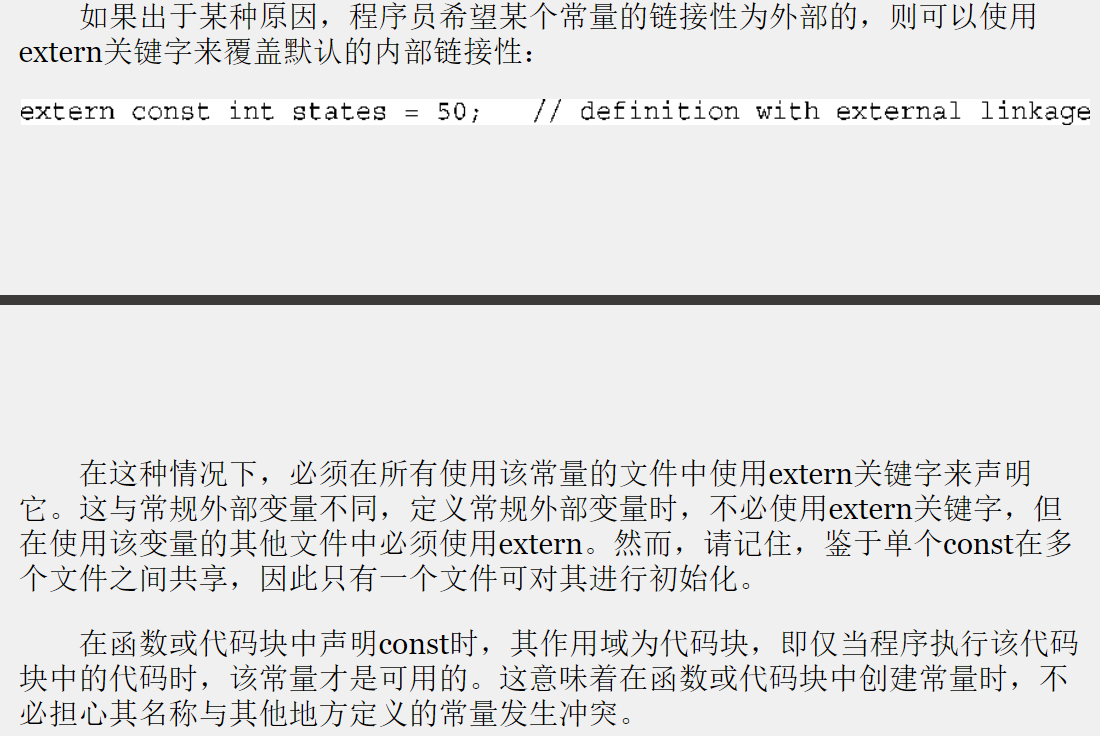 如果出于某种原因，程序员希望某个常量的链接性为外部的，则可以使用
extern关键字来覆盖默认的内部链接性：
extern const int states = 50;   // definition with external linkage
在这种情况下，必须在所有使用该常量的文件中使用extern关键字来声明
它。这与常规外部变量不同，定义常规外部变量时，不必使用extern关键字，但
在使用该变量的其他文件中必须使用extern。然而，请记住，鉴于单个const在多
个文件之间共享，因此只有一个文件可对其进行初始化。
在函数或代码块中声明const时，其作用域为代码块，即仅当程序执行该代码
块中的代码时，该常量才是可用的。这意味着在函数或代码块中创建常量时，不
必担心其名称与其他地方定义的常量发生冲突。